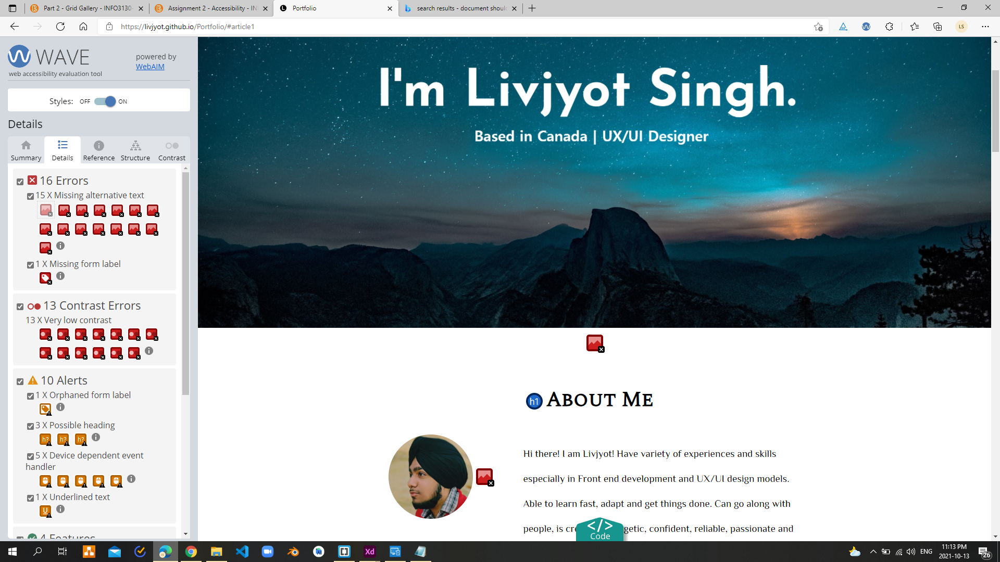 Part 2 - Grid Gallery - INFO3130-
Assignment 2 - Accessibility - IN
Portfolio
search results - document shoul
https://livjyot.github.io/Portfolio/#article1
LS
WAVE
web accessibility evaluation tool
powered by
WebAIM
Styles: OFF ON
Details
Summary Details Reference Structure Contrast
16 Errors
15 X Missing alternative text
1 X Missing form label
13 Contrast Errors
13 X Very low contrast
10 Alerts
1 X Orphaned form label
3 X Possible heading
h? h? h?
5 X Device dependent event
handler
1 X Underlined text
U
4 Features
I'm Livjyot Singh.
Based in Canada | UX/UI Designer
h1 About Me
Hi there! I am Livjyot! Have variety of experiences and skills
especially in Front end development and UX/UI design models.
Able to learn fast, adapt and get things done. Can go along with
people, is cre getic, confident, reliable, passionate and
</>
Code
Xd
ENG
11:13 PM
2021-10-13
26